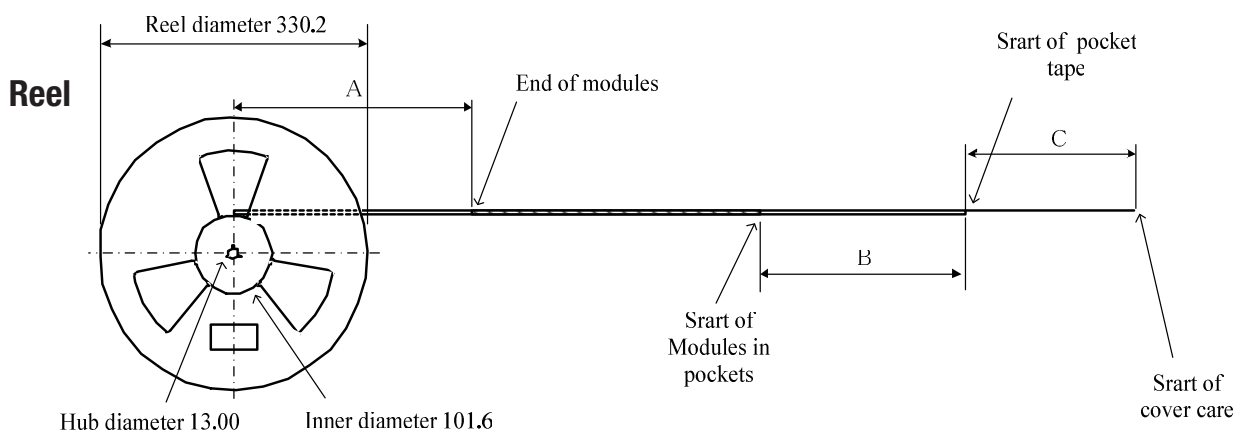 Reel diameter 330.2
Srart of pocket
tape
Reel
A
End of modules
C
B
Srart of
Modules in
pockets
Srart of
cover care
Hub diameter 13.00
Inner diameter 101.6